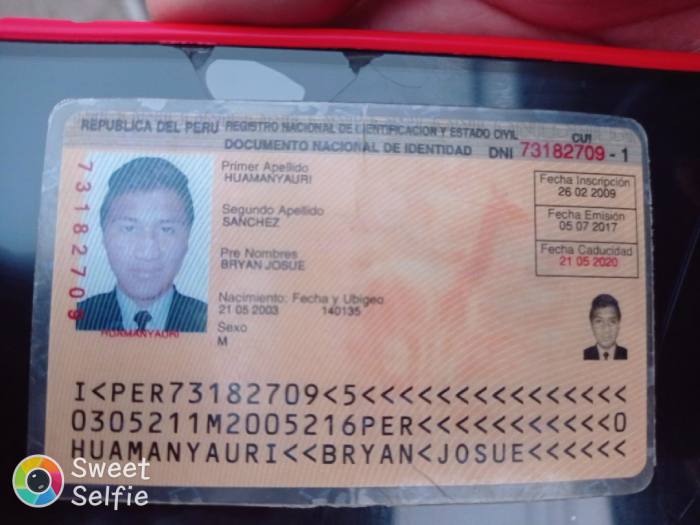 REPUBLICA DEL PERU REGISTRO NACIONAL DE IDENTIFICACION Y ESTADO CIVIL
DOCUMENTO NACIONAL DE IDENTIDAD DNI 73182709 - 1
CUI
73182709
HUAMANYAURI
Primer Apellido
HUAMANYAURI
Segundo Apellido
SANCHEZ
Pre Nombres
BRYAN JOSUE
Nacimiento: Fecha y Ubigeo
21 05 2003 140135
Sexo
M
Fecha Inscripción
26 02 2009
Fecha Emisión
05 07 2017
Fecha Caducidad
21 05 2020
I<PER73182709<5<<<<<<<<<<<<<<<
0305211M2005216PER<<<<<<<<<<<0
HUAMANYAURI<<BRYAN<JOSUE<<<<<<
Sweet
Selfie